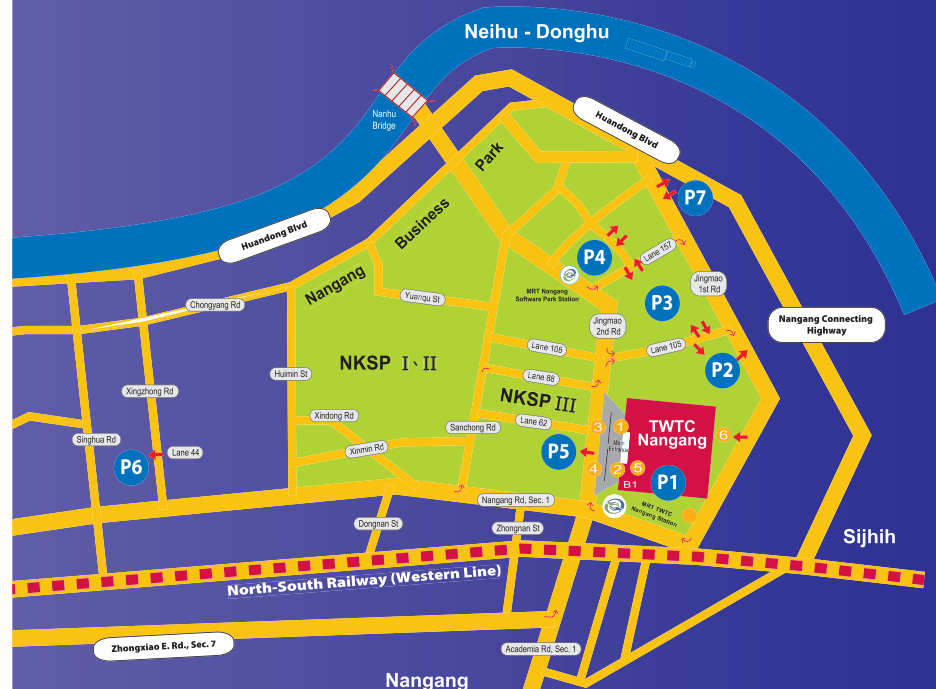 Neihu - Donghu
Nanhu
Bridge
Huandong Blvd
Park
P7
Business
Huandong Blvd
P4
Lane 157
Nangang
MRT Nangang
Software Park Station
Jingmao
1st Rd
Yuanqu St
P3
Chongyang Rd
Jingmao
2nd Rd
Nangang Connecting
Highway
Lane 106
Lane 105
NKSP I、II
Huimin St
Lane 88
P2
Xingzhong Rd
NKSP III
Xindong Rd
Lane 62
Sanchong Rd
3
1
TWTC
Nangang
6
Singhua Rd
Xinmin Rd
Main
Entrance
P5
Lane 44
P6
4
2
5
B1
P1
Nangang Rd, Sec. 1
MRT TWTC
Nangang Station
Dongnan St
Zhongnan St
Sijhih
North-South Railway (Western Line)
Zhongxiao E. Rd., Sec. 7
Academia Rd, Sec. 1
Nangang